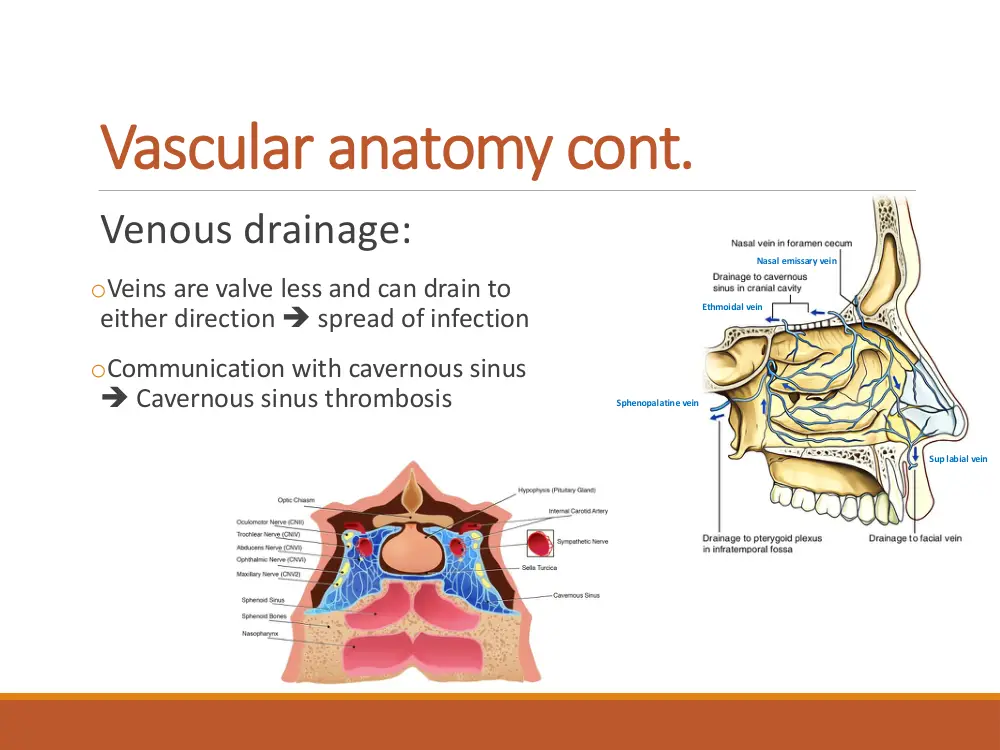 Vascular anatomy cont.
Venous drainage:
oVeins are valve less and can drain to
either direction ➔ spread of infection
oCommunication with cavernous sinus
➔ Cavernous sinus thrombosis
Nasal vein in foramen cecum
Nasal emissary vein
Drainage to cavernous
sinus in cranial cavity
Ethmoidal vein
Sphenopalatine vein
Sup labial vein
Drainage to pterygoid plexus
in infratemporal fossa
Drainage to facial vein
Optic Chiasm
Oculomotor Nerve (CNII)
Trochlear Nerve (CNIV)
Abducens Nerve (CNVI)
Ophthalmic Nerve (CNVI)
Maxillary Nerve (CNV2)
Sphenoid Sinus
Sphenoid Bones
Nasopharynx
Hypophysis (Pituitary Gland)
Internal Carotid Artery
Sympathetic Nerve
Sella Turcica
Cavernous Sinus